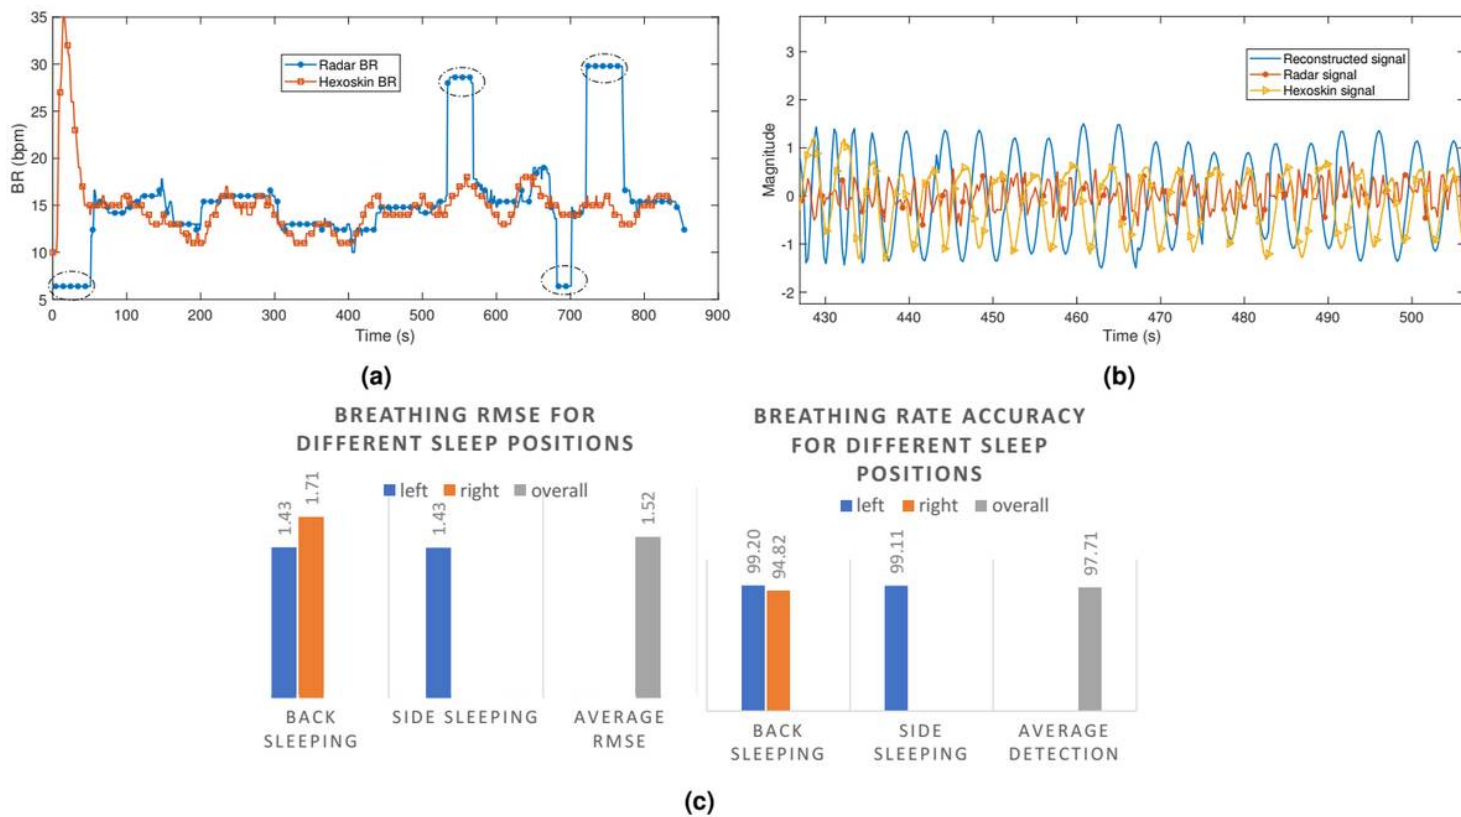 35
30
25
20
15
10
5
BR (bpm)
Radar BR
Hexoskin BR
0 100 200 300 400 500 600 700 800 900
Time (s)
(a)
3
2
1
0
-1
-2
Magnitude
Reconstructed signal
Radar signal
Hexoskin signal
430 440 450 460 470 480 490 500
Time (s)
(b)
BREATHING RMSE FOR
DIFFERENT SLEEP POSITIONS
left right overall
1.43
1.71
1.43
1.52
BACK
SLEEPING
SIDE SLEEPING
AVERAGE
RMSE
BREATHING RATE ACCURACY
FOR DIFFERENT SLEEP
POSITIONS
left right overall
99.20
94.82
99.11
97.71
BACK
SLEEPING
SIDE
SLEEPING
AVERAGE
DETECTION
(c)